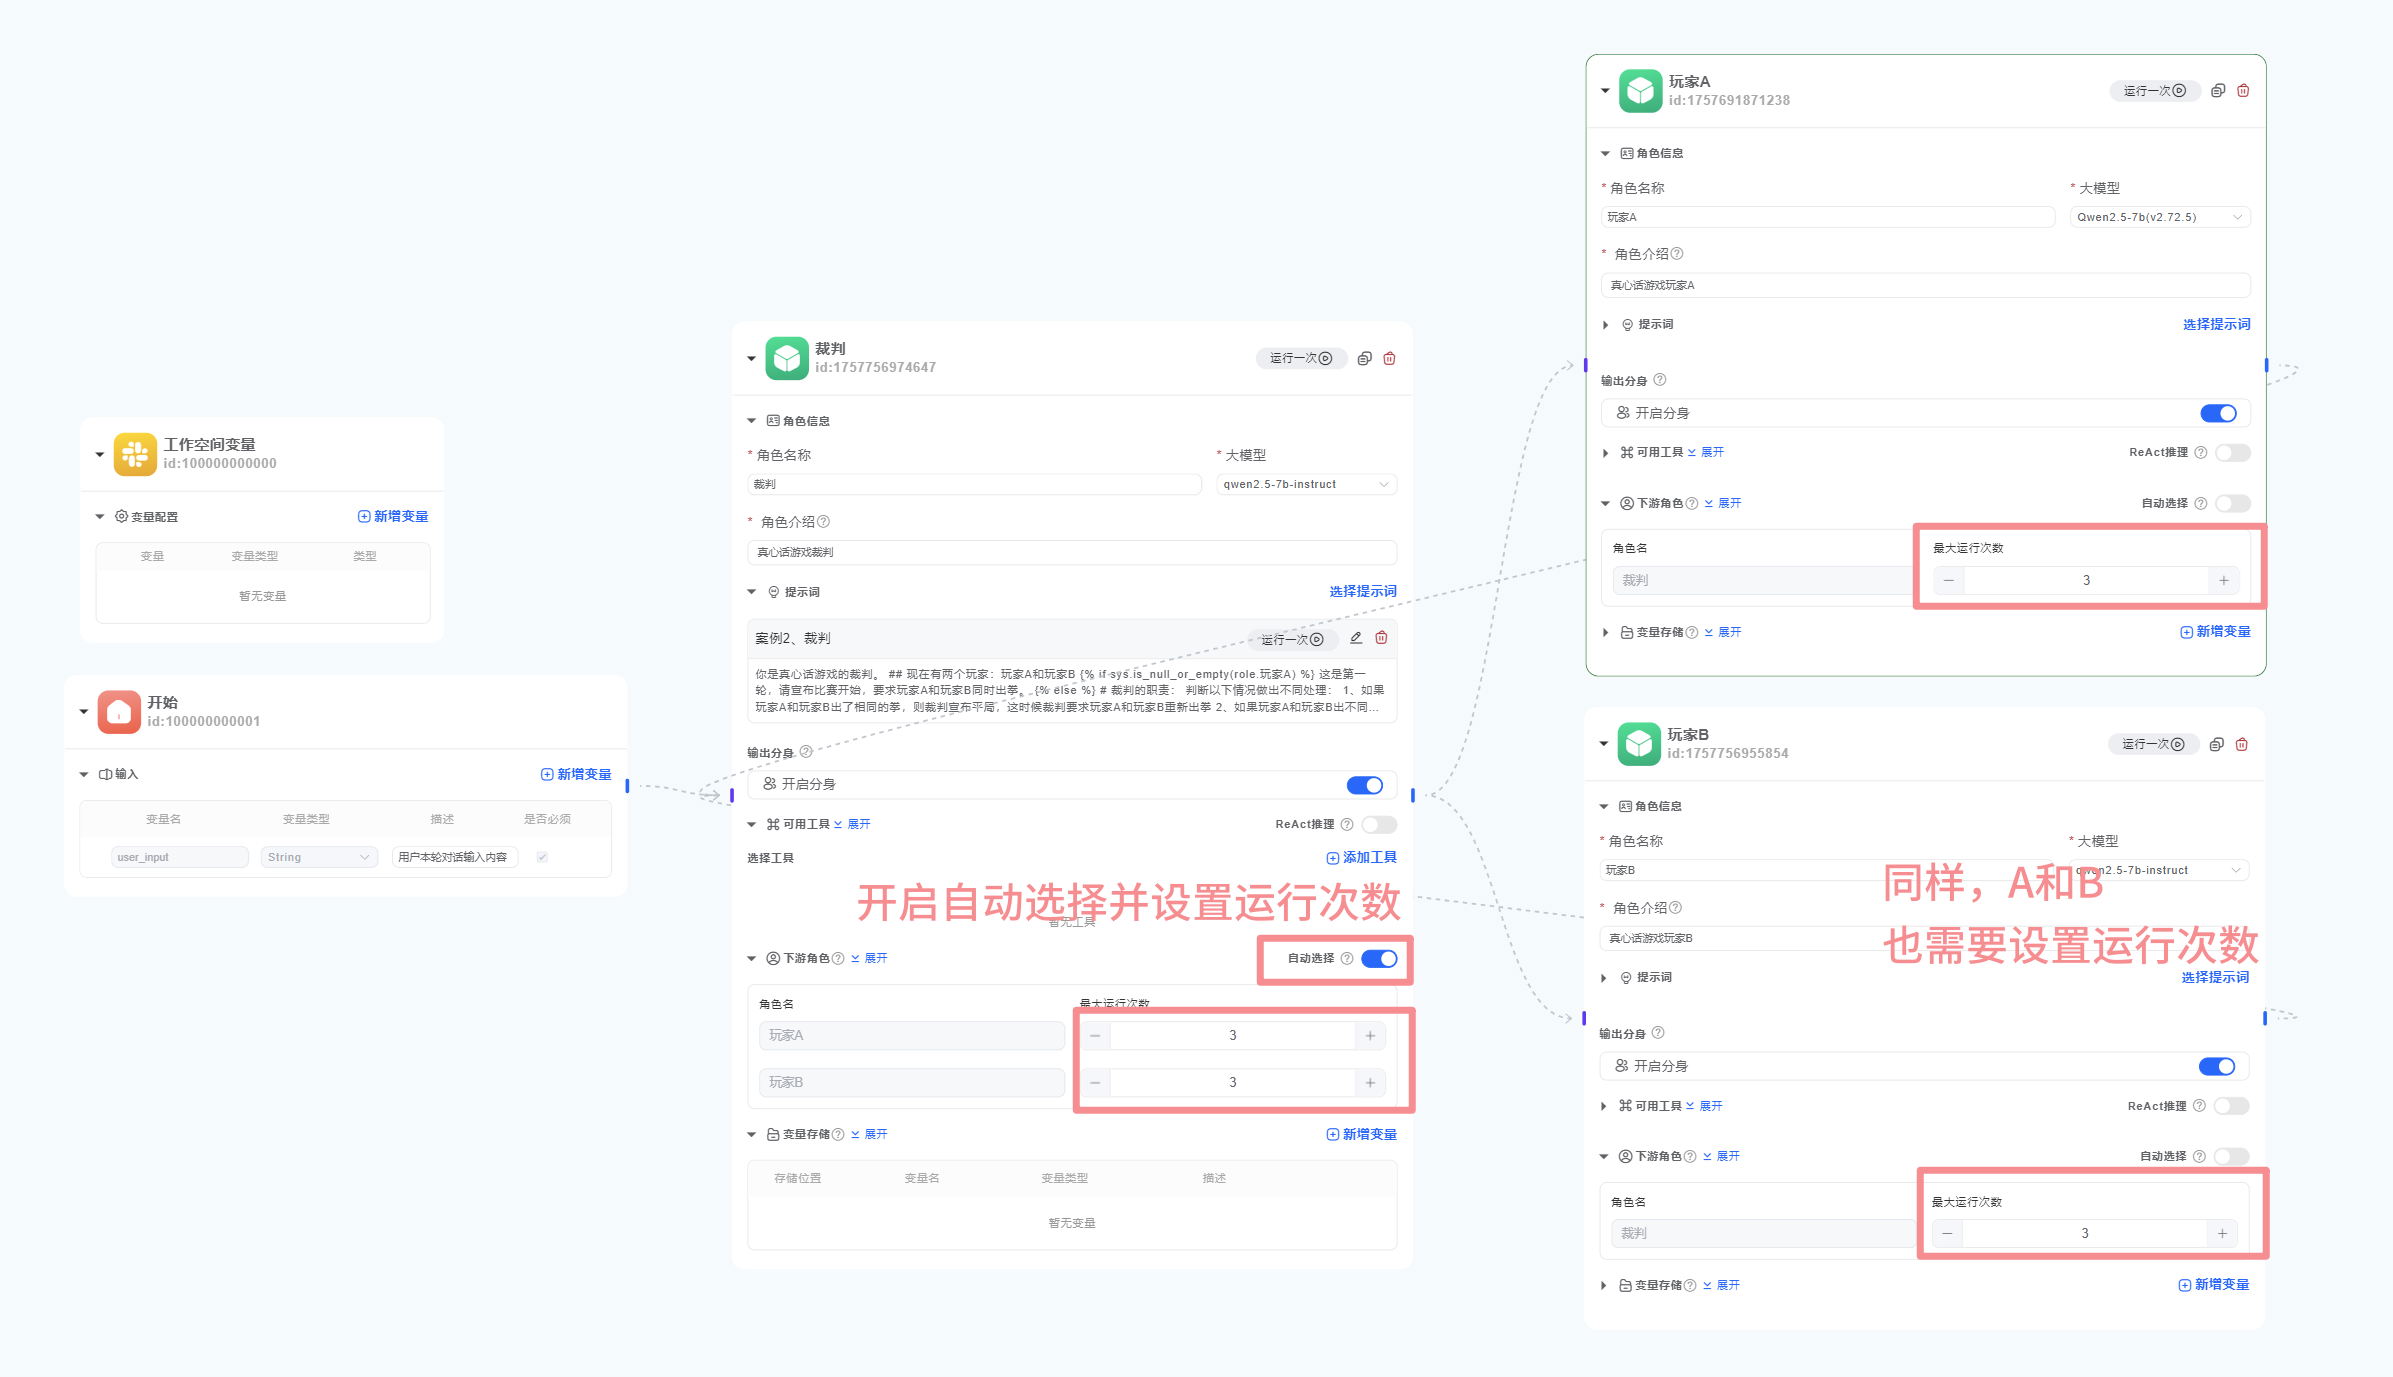 工作空间变量
id:100000000000
变量配置
新增变量
变量 变量类型 类型
暂无变量
开始
id:100000000001
输入
新增变量
变量名 变量类型 描述 是否必须
user_input String 用户本轮对话输入内容
裁判
id:1757756974647
运行一次
角色信息
* 角色名称 * 大模型
裁判 qwen2.5-7b-instruct
* 角色介绍
真心话游戏裁判
提示词 选择提示词
案例2、裁判 运行一次
你是真心话游戏的裁判。 ## 现在有两个玩家：玩家A和玩家B {% if sys.is_null_or_empty(role.玩家A) %} 这是第一
轮，请宣布比赛开始，要求玩家A和玩家B同时出拳。 {% else %} # 裁判的职责： 判断以下情况做出不同处理： 1、如果
玩家A和玩家B出了相同的拳，则裁判宣布平局，这时候裁判要求玩家A和玩家B重新出拳 2、如果玩家A和玩家B出不同...
输出分身
开启分身
可用工具 展开 ReAct推理
选择工具 添加工具
开启自动选择并设置运行次数
暂无工具
下游角色 展开 自动选择
角色名 最大运行次数
玩家A 3
玩家B 3
变量存储 展开 新增变量
存储位置 变量名 变量类型 描述
暂无变量
玩家A
id:1757691871238
运行一次
角色信息
* 角色名称 * 大模型
玩家A Qwen2.5-7b(v2.72.5)
* 角色介绍
真心话游戏玩家A
提示词 选择提示词
输出分身
开启分身
可用工具 展开 ReAct推理
下游角色 展开 自动选择
角色名 最大运行次数
裁判 3
变量存储 展开 新增变量
玩家B
id:1757756955854
运行一次
角色信息
* 角色名称 * 大模型
玩家B qwen2.5-7b-instruct
同样，A和B
* 角色介绍
真心话游戏玩家B
也需要设置运行次数
提示词 选择提示词
输出分身
开启分身
可用工具 展开 ReAct推理
下游角色 展开 自动选择
角色名 最大运行次数
裁判 3
变量存储 展开 新增变量